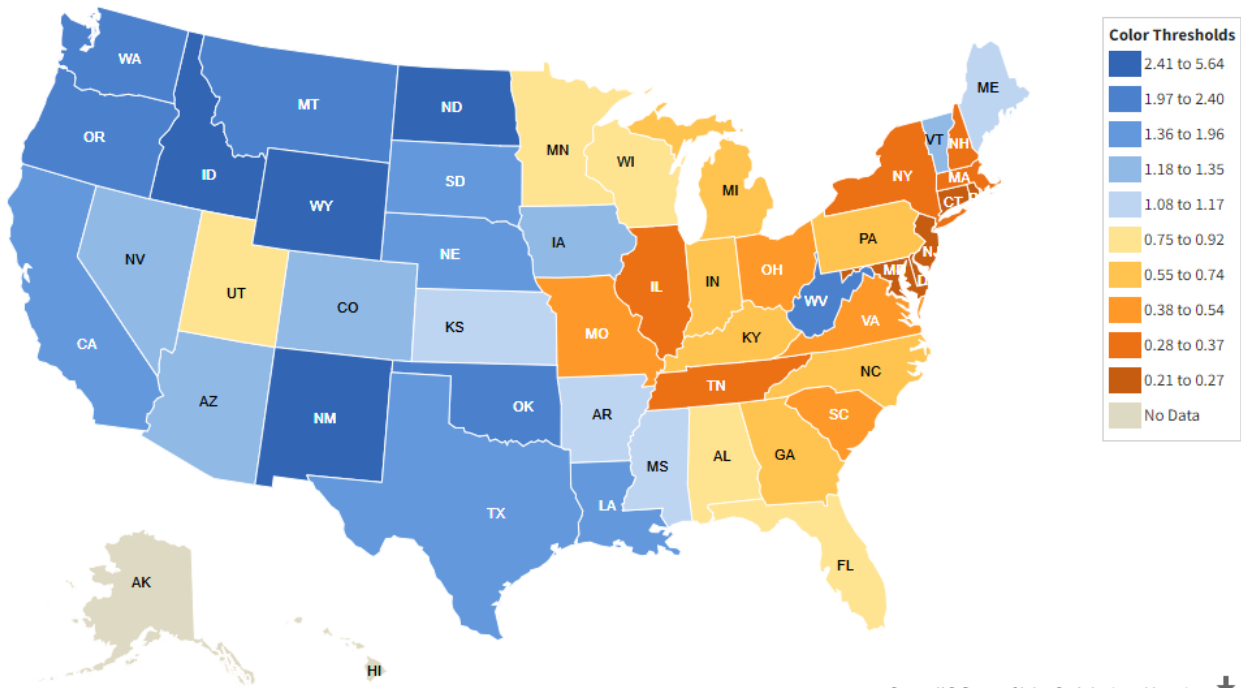 Color Thresholds
2.41 to 5.64
1.97 to 2.40
1.36 to 1.96
1.18 to 1.35
1.08 to 1.17
0.75 to 0.92
0.55 to 0.74
0.38 to 0.54
0.28 to 0.37
0.21 to 0.27
No Data
WA
MT
ND
ME
OR
ID
MN
VT
NH
WI
SD
WY
MI
NY
MA
CT
IA
NE
PA
NV
UT
CO
IL
IN
OH
WV
VA
KS
MO
KY
CA
AZ
NM
OK
AR
TN
NC
SC
MS
AL
GA
TX
LA
FL
AK
HI